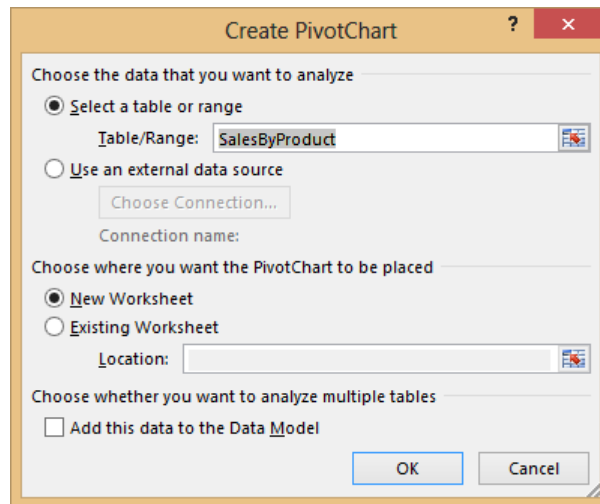 Create PivotChart ? ×
Choose the data that you want to analyze
Select a table or range
Table/Range: SalesByProduct
Use an external data source
Choose Connection...
Connection name:
Choose where you want the PivotChart to be placed
New Worksheet
Existing Worksheet
Location:
Choose whether you want to analyze multiple tables
Add this data to the Data Model
OK Cancel